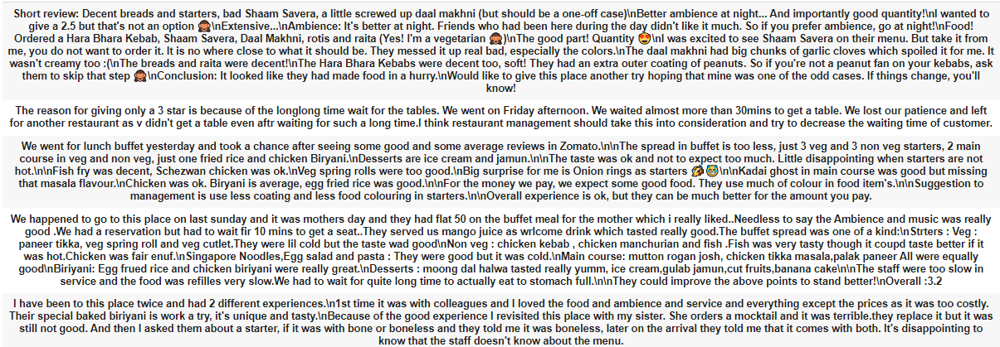 Short review: Decent breads and starters, bad Shaam Savera, a little screwed up daal makhni (but should be a one-off case)\nBetter ambience at night... And importantly good quantity!\nI wanted to
give a 2.5 but that's not an option 🙈\nExtensive...\nAmbience: It's better at night. Friends who had been here during the day didn't like it much. So if you prefer ambience, go at night!\nFood!
Ordered a Hara Bhara Kebab, Shaam Savera, Daal Makhni, rotis and raita (Yes! I'm a vegetarian 🙈)\nThe good part! Quantity 😍\nI was excited to see Shaam Savera on their menu. But take it from
me, you do not want to order it. It is no where close to what it should be. They messed it up real bad, especially the colors.\nThe daal makhni had big chunks of garlic cloves which spoiled it for me. It
wasn't creamy too :(\nThe breads and raita were decent!\nThe Hara Bhara Kebabs were decent too, soft! They had an extra outer coating of peanuts. So if you're not a peanut fan on your kebabs, ask
them to skip that step 🙈\nConclusion: It looked like they had made food in a hurry.\nWould like to give this place another try hoping that mine was one of the odd cases. If things change, you'll
know!
The reason for giving only a 3 star is because of the longlong time wait for the tables. We went on Friday afternoon. We waited almost more than 30mins to get a table. We lost our patience and left
for another restaurant as v didn't get a table even aftr waiting for such a long time.I think restaurant management should take this into consideration and try to decrease the waiting time of customer.
We went for lunch buffet yesterday and took a chance after seeing some good and some average reviews in Zomato.\n\nThe spread in buffet is too less, just 3 veg and 3 non veg starters, 2 main
course in veg and non veg, just one fried rice and chicken Biryani.\nDesserts are ice cream and jamun.\n\nThe taste was ok and not to expect too much. Little disappointing when starters are not
hot.\n\nFish fry was decent, Schezwan chicken was ok.\nVeg spring rolls were too good.\nBig surprise for me is Onion rings as starters 😭\n\nKadai ghost in main course was good but missing
that masala flavour.\nChicken was ok. Biryani is average, egg fried rice was good.\n\nFor the money we pay, we expect some good food. They use much of colour in food item's.\n\nSuggestion to
management is use less coating and less food colouring in starters.\n\nOverall experience is ok, but they can be much better for the amount you pay.
We happened to go to this place on last sunday and it was mothers day and they had flat 50 on the buffet meal for the mother which i really liked..Needless to say the Ambience and music was really
good .We had a reservation but had to wait fir 10 mins to get a seat..They served us mango juice as wrlcome drink which tasted really good.The buffet spread was one of a kind:\nStrters : Veg :
paneer tikka, veg spring roll and veg cutlet.They were lil cold but the taste wad good\nNon veg : chicken kebab , chicken manchurian and fish .Fish was very tasty though it coupd taste better if it
was hot.Chicken was fair enuf.\nSingapore Noodles,Egg salad and pasta : They were good but it was cold.\nMain course: mutton rogan josh, chicken tikka masala,palak paneer All were equally
good\nBiriyani: Egg frued rice and chicken biriyani were really great.\nDesserts : moong dal halwa tasted really yumm, ice cream,gulab jamun,cut fruits,banana cake\n\nThe staff were too slow in
service and the food was refilles very slow.We had to wait for quite long time to actually eat to stomach full.\n\nThey could improve the above points to stand better!\nOverall :3.2
I have been to this place twice and had 2 different experiences.\n1st time it was with colleagues and I loved the food and ambience and service and everything except the prices as it was too costly.
Their special baked biriyani is work a try, it's unique and tasty.\nBecause of the good experience I revisited this place with my sister. She orders a mocktail and it was terrible.they replace it but it was
still not good. And then I asked them about a starter, if it was with bone or boneless and they told me it was boneless, later on the arrival they told me that it comes with both. It's disappointing to
know that the staff doesn't know about the menu.